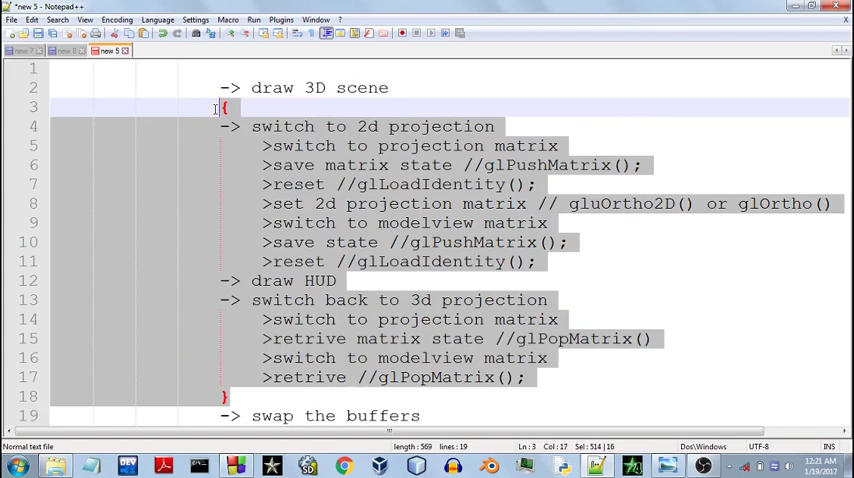 *new 5 - Notepad++
File Edit Search View Encoding Language Settings Macro Run Plugins Window ?
X
new 7 new 8 new 5
1
2 -> draw 3D scene
3 {
4 -> switch to 2d projection
5 >switch to projection matrix
6 >save matrix state //glPushMatrix();
7 >reset //glLoadIdentity();
8 >set 2d projection matrix // gluOrtho2D() or glOrtho()
9 >switch to modelview matrix
10 >save state //glPushMatrix();
11 >reset //glLoadIdentity();
12 -> draw HUD
13 -> switch back to 3d projection
14 >switch to projection matrix
15 >retrive matrix state //glPopMatrix()
16 >switch to modelview matrix
17 >retrive //glPopMatrix();
18 }
19 -> swap the buffers
Normal text file length : 569 lines : 19 Ln : 3 Col : 17 Sel : 514 | 16 Dos\Windows UTF-8 INS
DEV SD
12:21 AM
1/19/2017